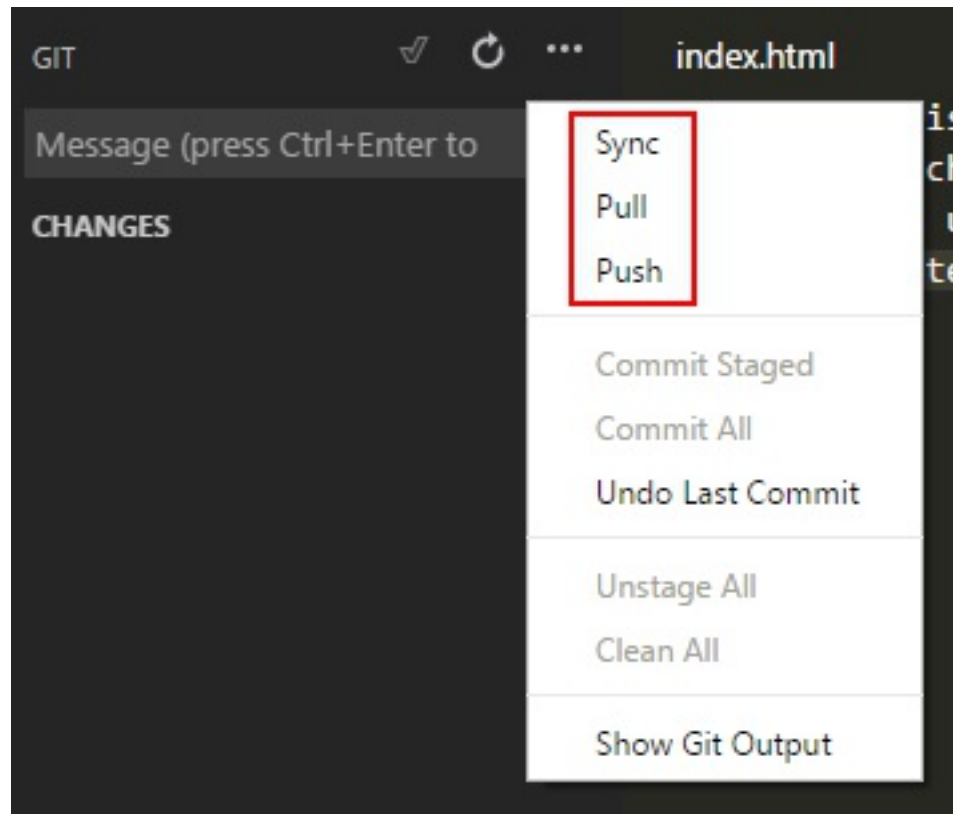 GIT
index.html
Message (press Ctrl+Enter to
CHANGES
Sync
Pull
Push
Commit Staged
Commit All
Undo Last Commit
Unstage All
Clean All
Show Git Output